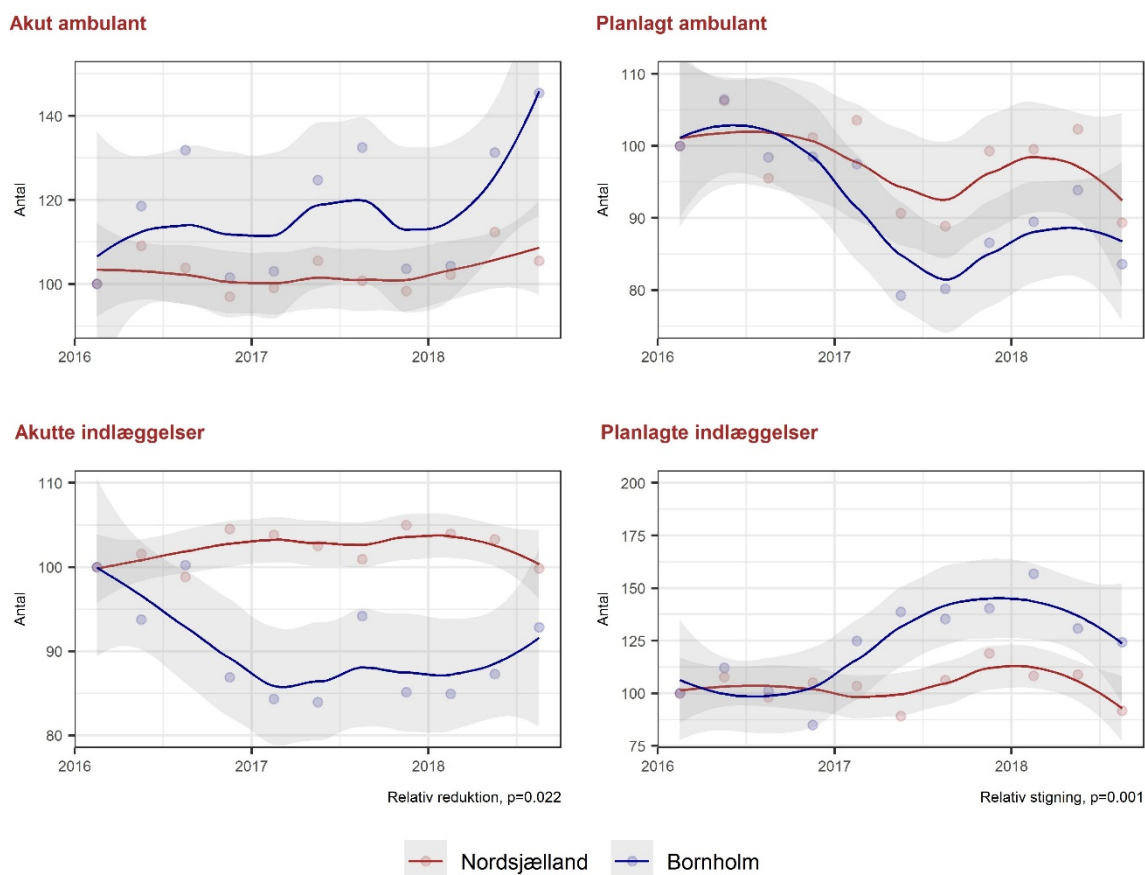 Akut ambulant
Planlagt ambulant
Antal
140
120
100
2016
2017
2018
Antal
110
100
90
80
2016
2017
2018
Akutte indlæggelser
Planlagte indlæggelser
Antal
110
100
90
80
2016
2017
2018
Relativ reduktion, p=0.022
Antal
200
175
150
125
100
75
2016
2017
2018
Relativ stigning, p=0.001
Nordsjælland
Bornholm